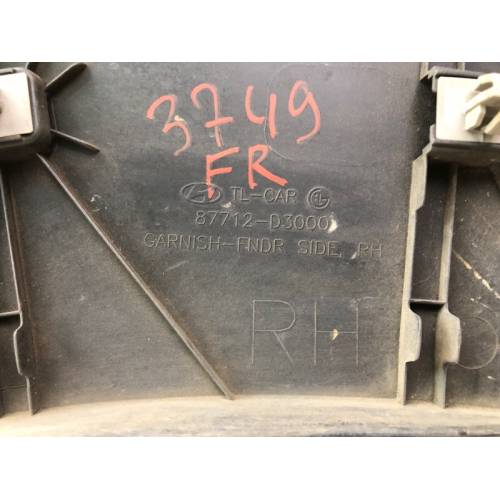 3749
FR
TL-CAR
87712-D3000
GARNISH-FNDR SIDE, RH
RH